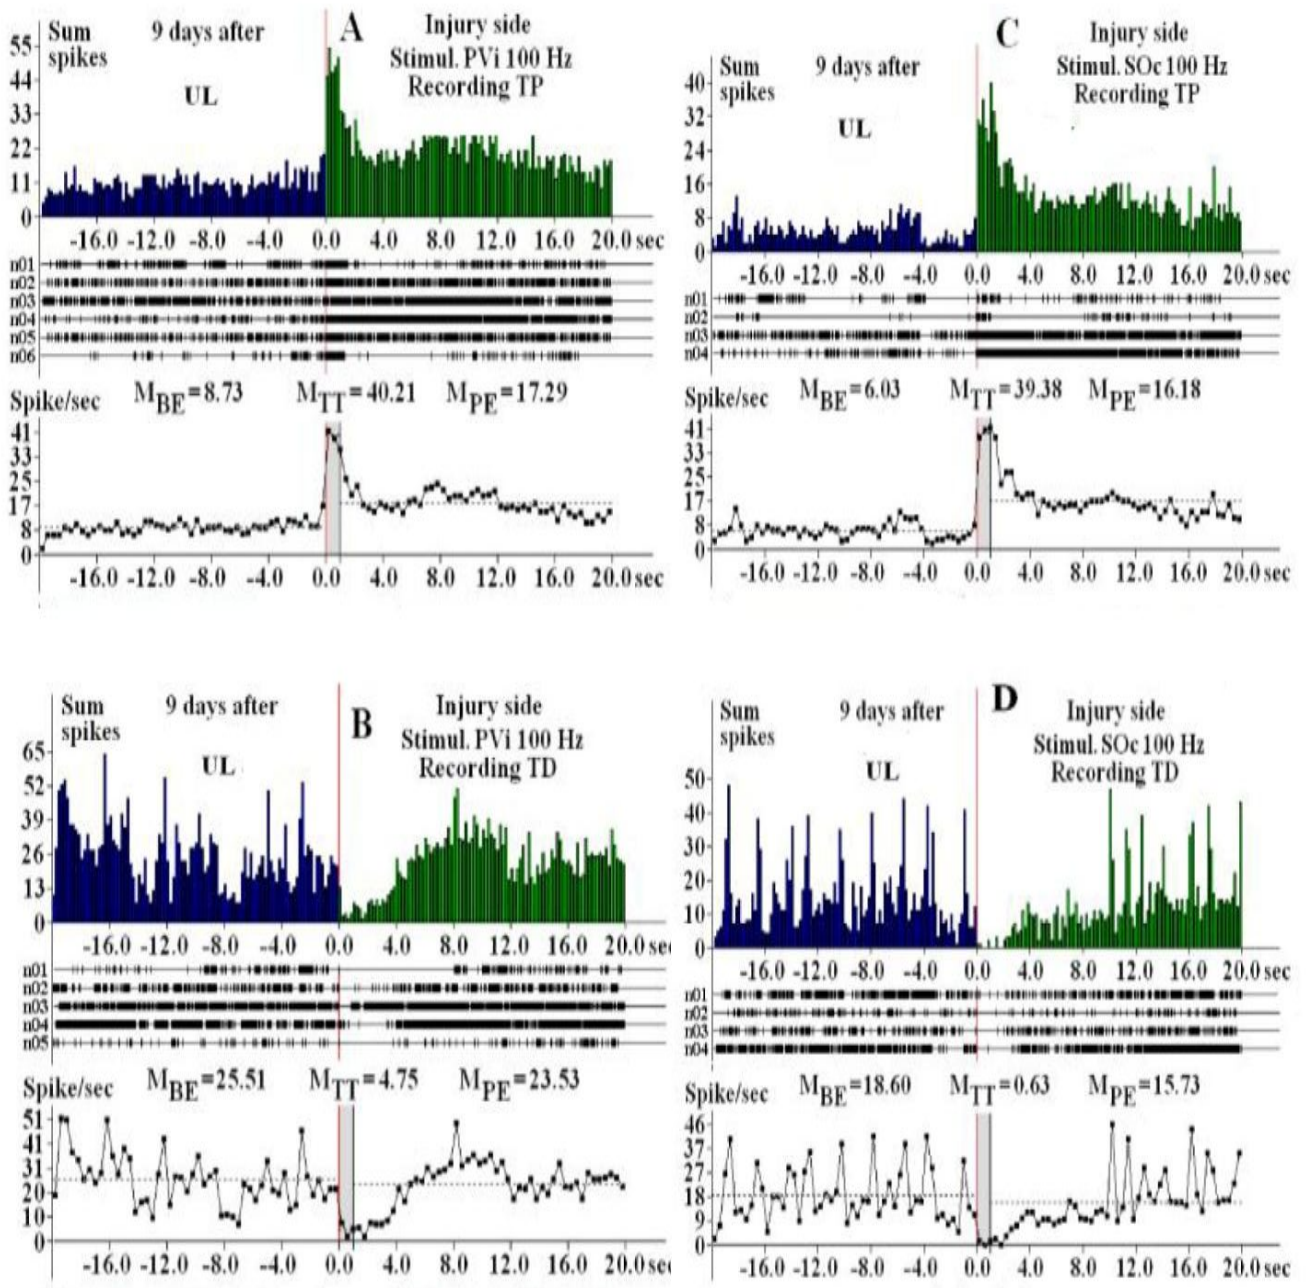 A
Sum
spikes
9 days after
UL
Injury side
Stimul. PVi 100 Hz
Recording TP
55
44
33
22
11
0
-16.0 -12.0 -8.0 -4.0 0.0 4.0 8.0 12.0 16.0 20.0 sec
n01
n02
n03
n04
n05
n06
Spike/sec MBE=8.73 MTT=40.21 MPE=17.29
41
33
25
17
8
0
-16.0 -12.0 -8.0 -4.0 0.0 4.0 8.0 12.0 16.0 20.0 sec
C
Sum
spikes
9 days after
UL
Injury side
Stimul. SOc 100 Hz
Recording TP
40
32
24
16
8
0
-16.0 -12.0 -8.0 -4.0 0.0 4.0 8.0 12.0 16.0 20.0 sec
n01
n02
n03
n04
Spike/sec MBE=6.03 MTT=39.38 MPE=16.18
41
33
25
17
8
0
-16.0 -12.0 -8.0 -4.0 0.0 4.0 8.0 12.0 16.0 20.0 sec
B
Sum
spikes
9 days after
UL
Injury side
Stimul. PVi 100 Hz
Recording TD
65
52
39
26
13
0
-16.0 -12.0 -8.0 -4.0 0.0 4.0 8.0 12.0 16.0 20.0 sec
n01
n02
n03
n04
n05
Spike/sec MBE=25.51 MTT=4.75 MPE=23.53
51
41
31
20
10
0
-16.0 -12.0 -8.0 -4.0 0.0 4.0 8.0 12.0 16.0 20.0 sec
D
Sum
spikes
9 days after
UL
Injury side
Stimul. SOc 100 Hz
Recording TD
50
40
30
20
10
0
-16.0 -12.0 -8.0 -4.0 0.0 4.0 8.0 12.0 16.0 20.0 sec
n01
n02
n03
n04
Spike/sec MBE=18.60 MTT=0.63 MPE=15.73
46
37
27
18
9
0
-16.0 -12.0 -8.0 -4.0 0.0 4.0 8.0 12.0 16.0 20.0 sec